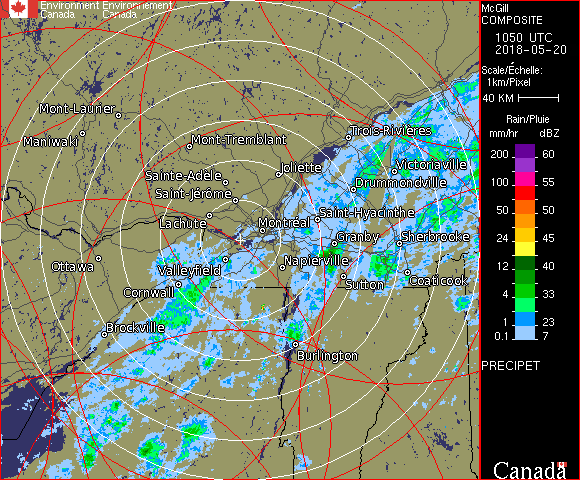 Environment Environnement
Canada Canada
McGill
COMPOSITE
1050 UTC
2018-05-20
Scale/Échelle:
1km/Pixel
40 KM
Rain/Pluie
mm/hr dBZ
200 60
100 55
50 50
24 45
12 40
4 33
1 23
0.1 7
PRECIPET
Mont-Laurier
Maniwaki
Mont-Tremblant
Trois-Rivières
Joliette
Victoriaville
Sainte-Adèle
Drummondville
Saint-Jérôme
Lachute
Saint-Hyacinthe
Montréal
Granby
Sherbrooke
Ottawa
Valleyfield
Napierville
Sutton
Coaticook
Cornwall
Brockville
Burlington
Canada